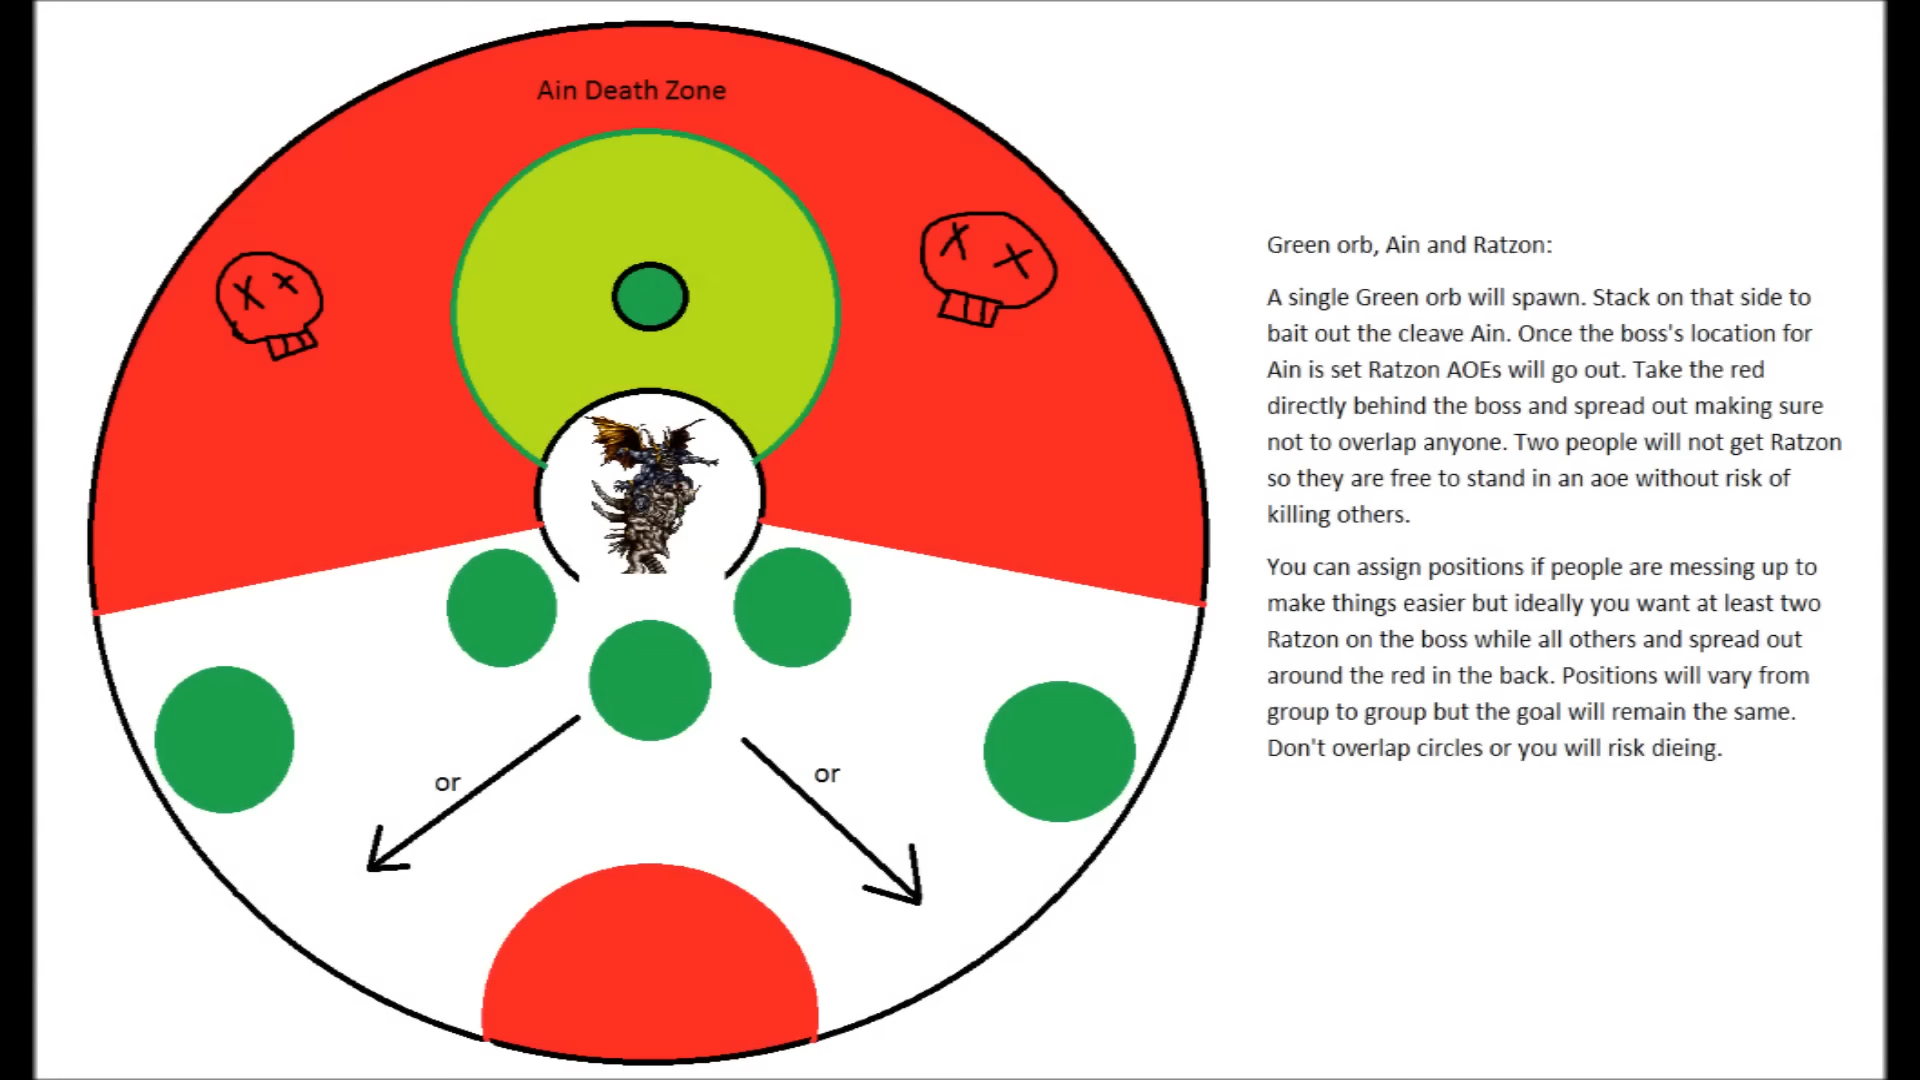 Ain Death Zone
Green orb, Ain and Ratzon:
A single Green orb will spawn. Stack on that side to
bait out the cleave Ain. Once the boss's location for
Ain is set Ratzon AOEs will go out. Take the red
directly behind the boss and spread out making sure
not to overlap anyone. Two people will not get Ratzon
so they are free to stand in an aoe without risk of
killing others.
You can assign positions if people are messing up to
make things easier but ideally you want at least two
Ratzon on the boss while all others and spread out
around the red in the back. Positions will vary from
group to group but the goal will remain the same.
Don't overlap circles or you will risk dieing.
or
or